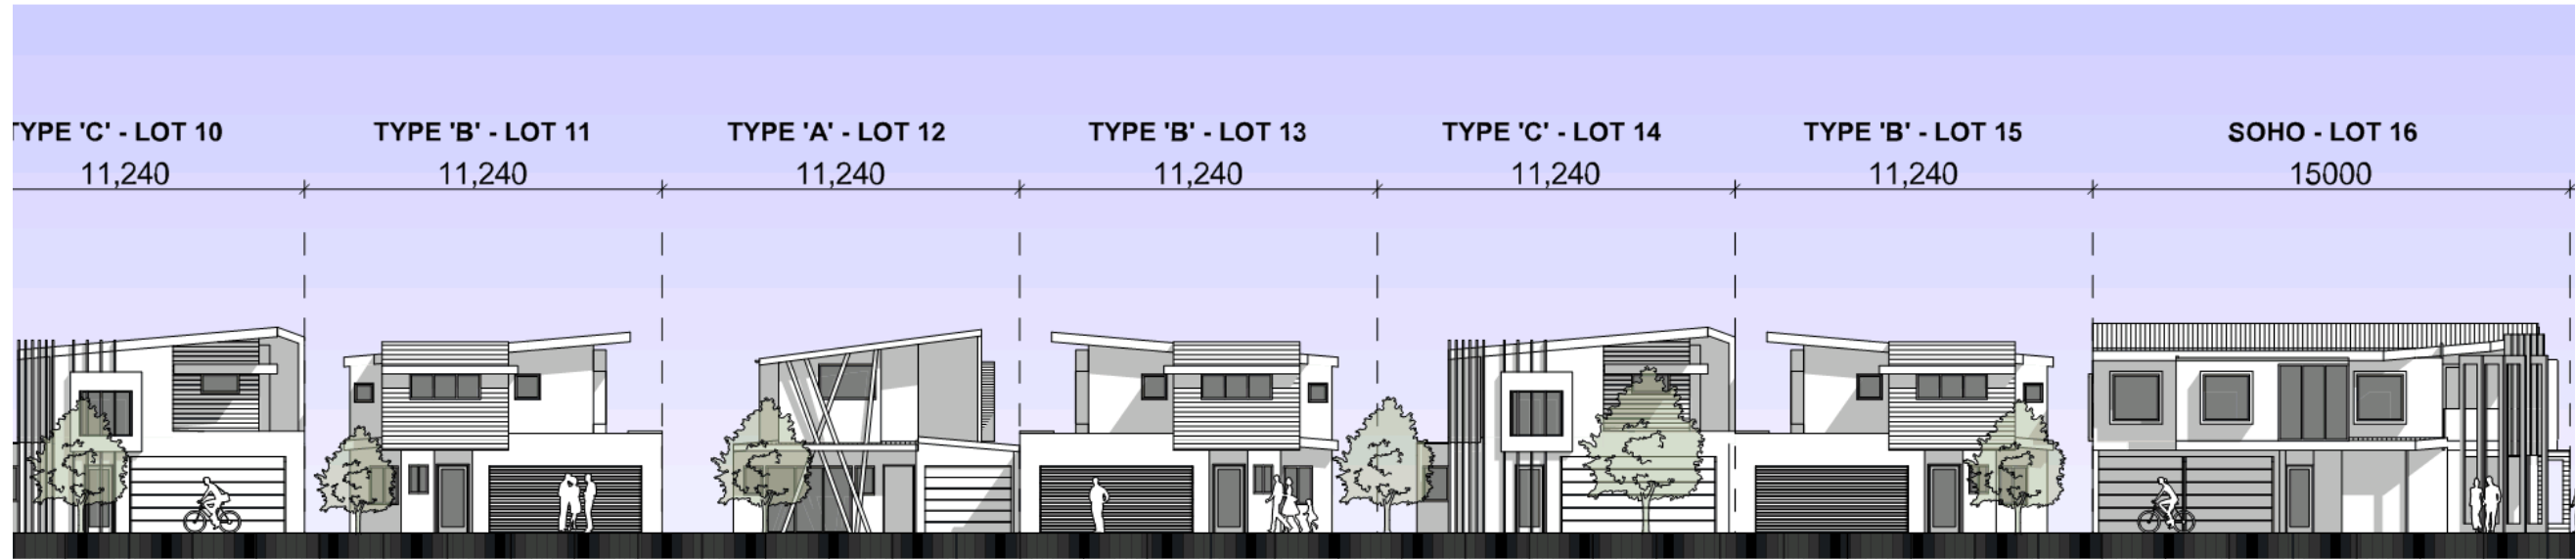 TYPE 'C' - LOT 10
11,240
TYPE 'B' - LOT 11
11,240
TYPE 'A' - LOT 12
11,240
TYPE 'B' - LOT 13
11,240
TYPE 'C' - LOT 14
11,240
TYPE 'B' - LOT 15
11,240
SOHO - LOT 16
15000